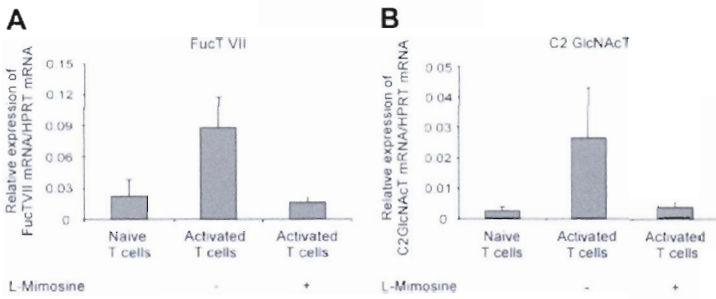 A
FucT VII
Relative expression of
FucTVII mRNA/HPRT mRNA
0.15
0.12
0.09
0.06
0.03
0
Naive
T cells
Activated
T cells
Activated
T cells
L-Mimosine - +
B
C2 GlcNAcT
Relative expression of
C2GlcNAcT mRNA/HPRT mRNA
0.05
0.04
0.03
0.02
0.01
0
Naive
T cells
Activated
T cells
Activated
T cells
L-Mimosine - +